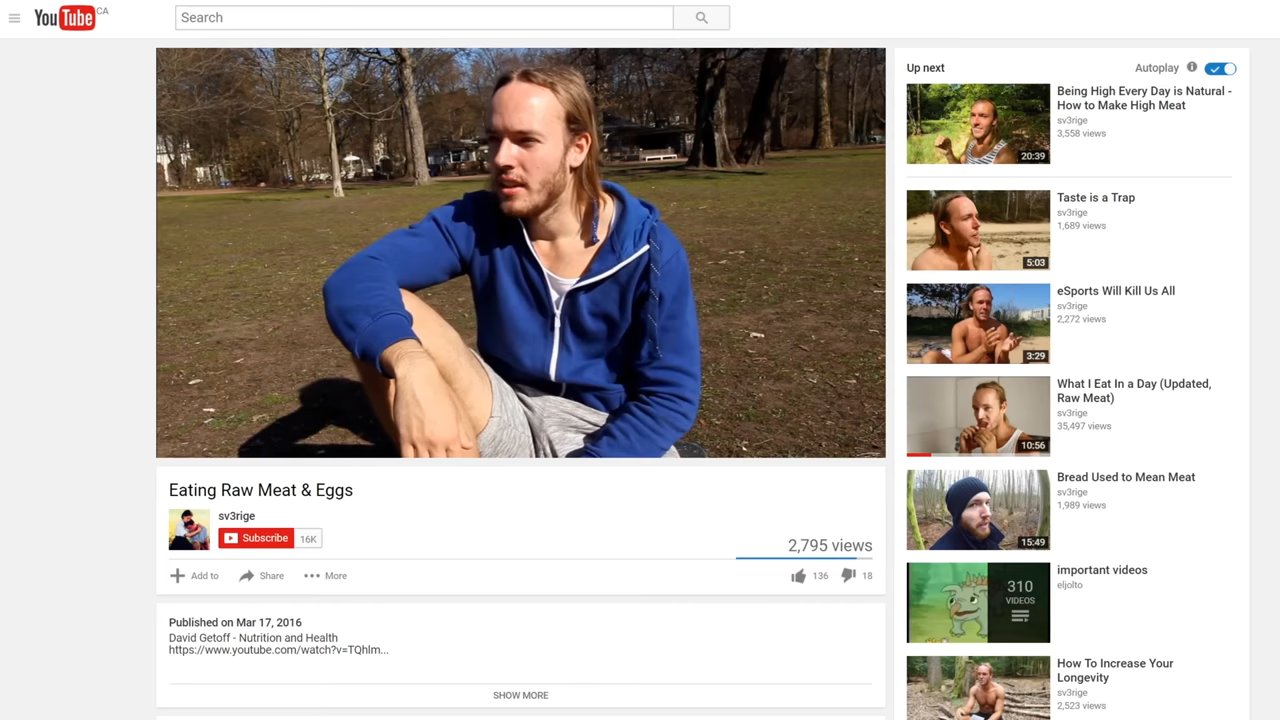 YouTube CA
Search
Up next
Autoplay
Being High Every Day is Natural -
How to Make High Meat
sv3rige
3,558 views
20:39
Taste is a Trap
sv3rige
1,689 views
5:03
eSports Will Kill Us All
sv3rige
2,272 views
3:29
What I Eat In a Day (Updated,
Raw Meat)
sv3rige
35,497 views
10:56
Bread Used to Mean Meat
sv3rige
1,989 views
15:49
important videos
eljolto
310
VIDEOS
How To Increase Your
Longevity
sv3rige
2,523 views
Eating Raw Meat & Eggs
sv3rige
Subscribe 16K
2,795 views
Add to Share More
136 18
Published on Mar 17, 2016
David Getoff - Nutrition and Health
https://www.youtube.com/watch?v=TQhlm...
SHOW MORE